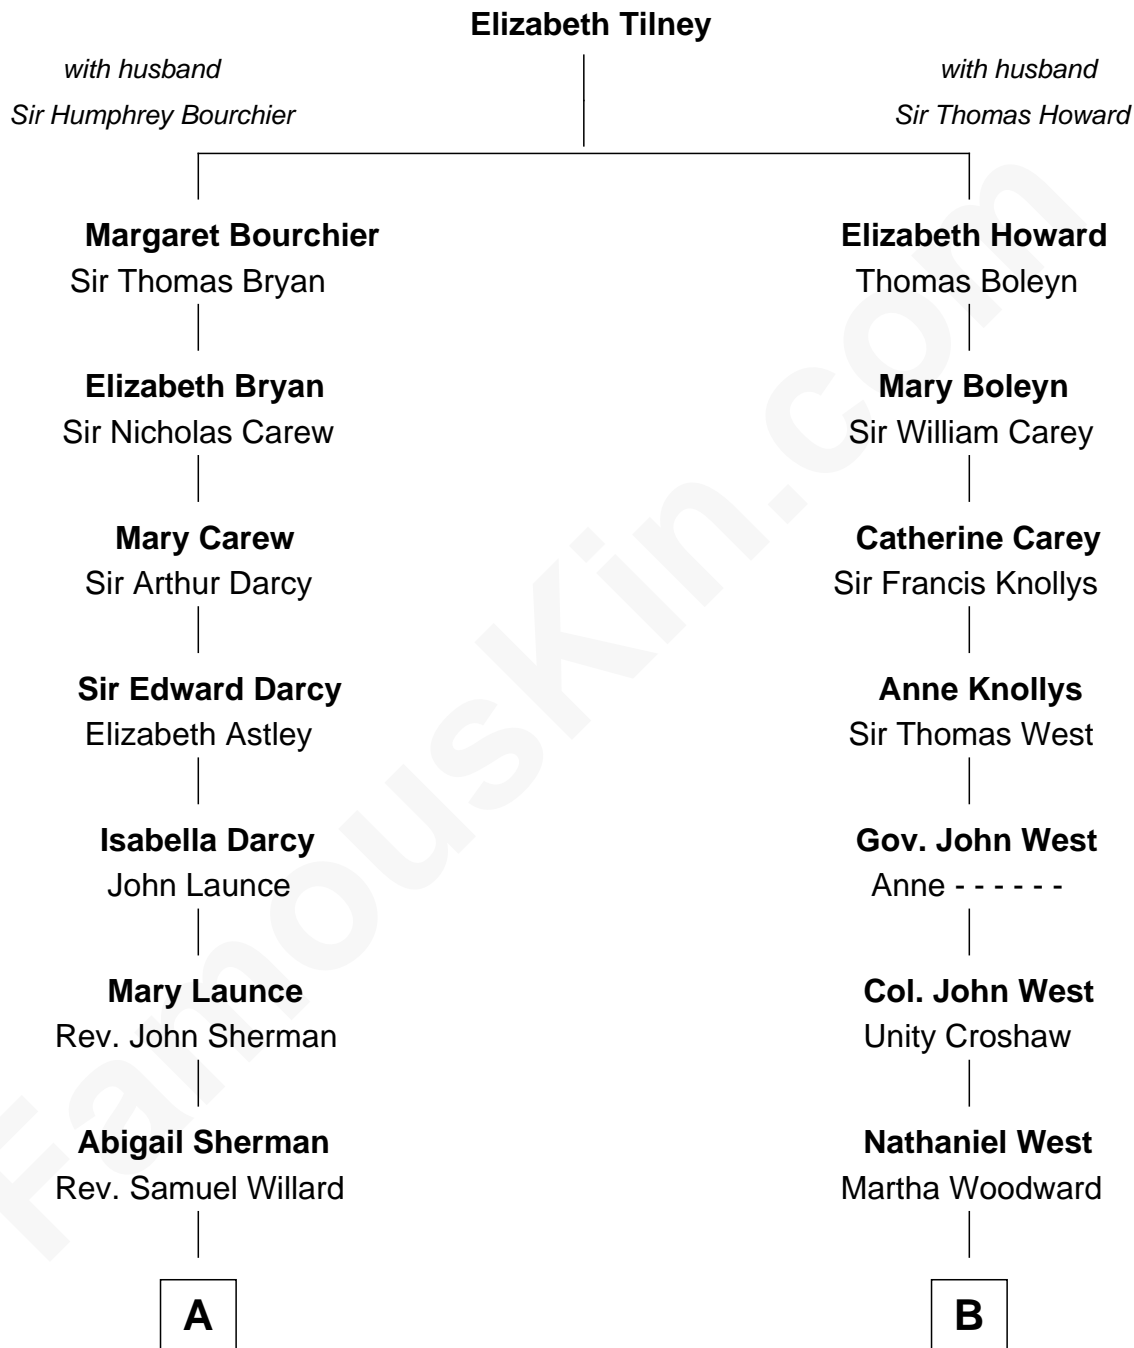 Elizabeth Tilney
with husband
Sir Humphrey Bourchier
with husband
Sir Thomas Howard
Margaret Bourchier
Sir Thomas Bryan
Elizabeth Bryan
Sir Nicholas Carew
Mary Carew
Sir Arthur Darcy
Sir Edward Darcy
Elizabeth Astley
Isabella Darcy
John Launce
Mary Launce
Rev. John Sherman
Abigail Sherman
Rev. Samuel Willard
A
Elizabeth Howard
Thomas Boleyn
Mary Boleyn
Sir William Carey
Catherine Carey
Sir Francis Knollys
Anne Knollys
Sir Thomas West
Gov. John West
Anne - - - - - -
Col. John West
Unity Croshaw
Nathaniel West
Martha Woodward
B
FamousKin.com